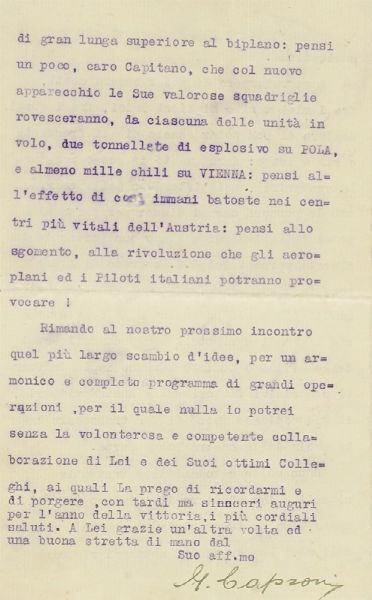 di gran lunga superiore al biplano: pensi
un poco, caro Capitano, che col nuovo
apparecchio le Sue valorose squadriglie
rovesceranno, da ciascuna delle unità in
volo, due tonnellate di esplosivo su POLA,
e almeno mille chili su VIENNA: pensi al=
l'effetto di così immani batoste nei cen=
tri più vitali dell'Austria: pensi allo
sgomento, alla rivoluzione che gli aero=
plani ed i Piloti italiani potranno pro=
vocare !
Rimando al nostro prossimo incontro
quel più largo scambio d'idee, per un ar=
monico e completo programma di grandi ope=
razioni ,per il quale nulla io potrei
senza la volonterosa e competente colla=
borazione di Lei e dei Suoi ottimi Colle=
ghi, ai quali La prego di ricordarmi e
di porgere ,con tardi ma sinceri auguri
per l'anno della vittoria,i più cordiali
saluti. A Lei grazie un'altra volta ed
una buona stretta di mano dal
Suo aff.mo
G. Caproni